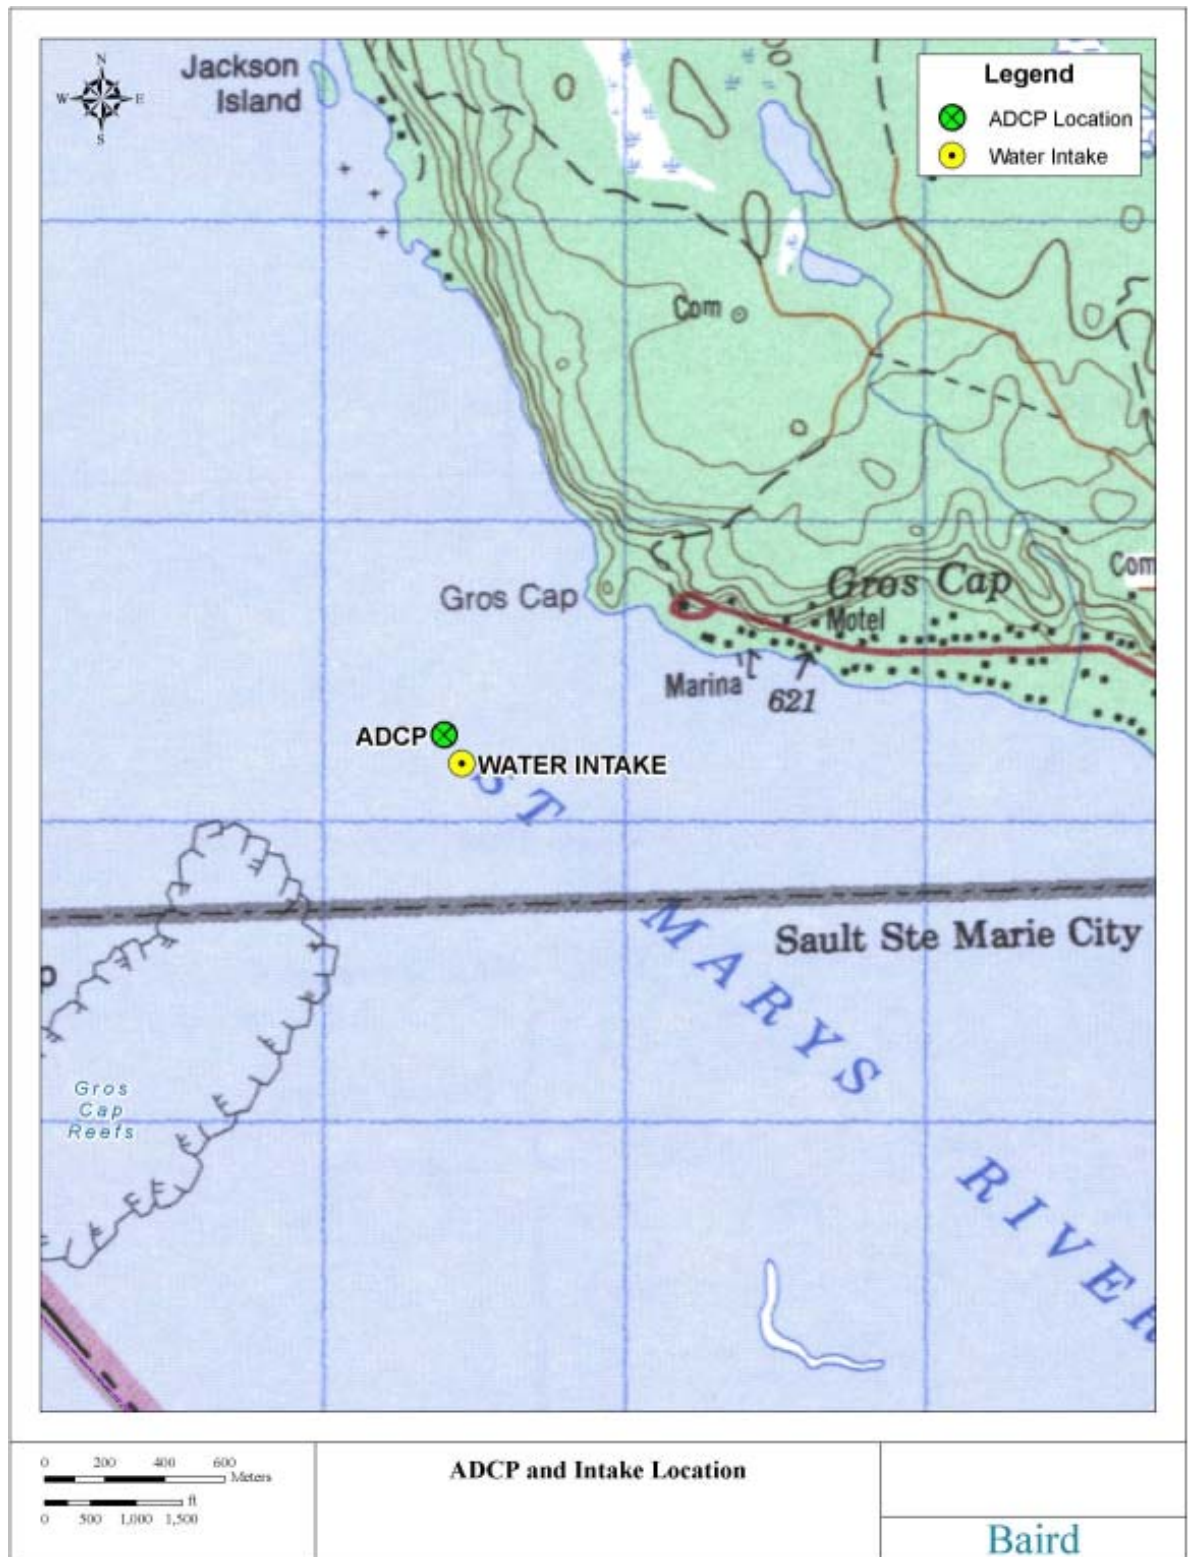 Jackson
Island
N
W
E
S
Legend
ADCP Location
Water Intake
Com
Gros Cap
Gros Cap
Motel
Com
Marina
621
ADCP
WATER INTAKE
ST
MARYS
RIVER
Sault Ste Marie City
Gros
Cap
Reefs
0 200 400 600
Meters
ft
0 500 1,000 1,500
ADCP and Intake Location
Baird